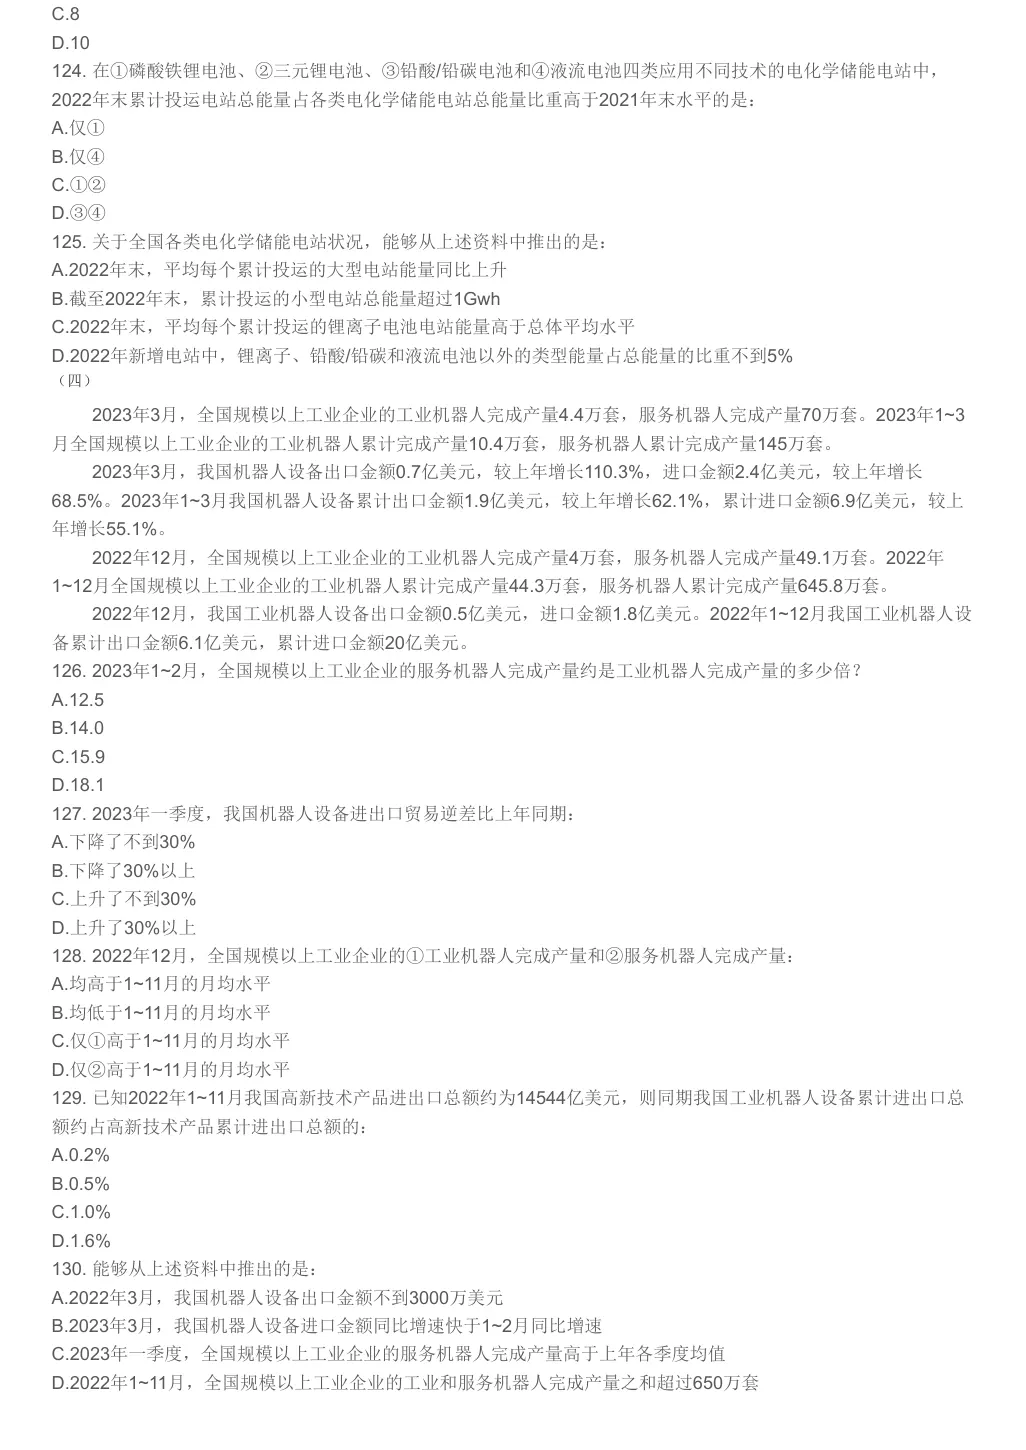 C.8
D.10
124. 在①磷酸铁锂电池、②三元锂电池、③铅酸/铅碳电池和④液流电池四类应用不同技术的电化学储能电站中，
2022年末累计投运电站总能量占各类电化学储能电站总能量比重高于2021年末水平的是：
A.仅①
B.仅④
C.①②
D.③④
125. 关于全国各类电化学储能电站状况，能够从上述资料中推出的是：
A.2022年末，平均每个累计投运的大型电站能量同比上升
B.截至2022年末，累计投运的小型电站总能量超过1Gwh
C.2022年末，平均每个累计投运的锂离子电池电站能量高于总体平均水平
D.2022年新增电站中，锂离子、铅酸/铅碳和液流电池以外的类型能量占总能量的比重不到5%
（四）
2023年3月，全国规模以上工业企业的工业机器人完成产量4.4万套，服务机器人完成产量70万套。2023年1~3
月全国规模以上工业企业的工业机器人累计完成产量10.4万套，服务机器人累计完成产量145万套。
2023年3月，我国机器人设备出口金额0.7亿美元，较上年增长110.3%，进口金额2.4亿美元，较上年增长
68.5%。2023年1~3月我国机器人设备累计出口金额1.9亿美元，较上年增长62.1%，累计进口金额6.9亿美元，较上
年增长55.1%。
2022年12月，全国规模以上工业企业的工业机器人完成产量4万套，服务机器人完成产量49.1万套。2022年
1~12月全国规模以上工业企业的工业机器人累计完成产量44.3万套，服务机器人累计完成产量645.8万套。
2022年12月，我国工业机器人设备出口金额0.5亿美元，进口金额1.8亿美元。2022年1~12月我国工业机器人设
备累计出口金额6.1亿美元，累计进口金额20亿美元。
126. 2023年1~2月，全国规模以上工业企业的服务机器人完成产量约是工业机器人完成产量的多少倍？
A.12.5
B.14.0
C.15.9
D.18.1
127. 2023年一季度，我国机器人设备进出口贸易逆差比上年同期：
A.下降了不到30%
B.下降了30%以上
C.上升了不到30%
D.上升了30%以上
128. 2022年12月，全国规模以上工业企业的①工业机器人完成产量和②服务机器人完成产量：
A.均高于1~11月的月均水平
B.均低于1~11月的月均水平
C.仅①高于1~11月的月均水平
D.仅②高于1~11月的月均水平
129. 已知2022年1~11月我国高新技术产品进出口总额约为14544亿美元，则同期我国工业机器人设备累计进出口总
额约占高新技术产品累计进出口总额的：
A.0.2%
B.0.5%
C.1.0%
D.1.6%
130. 能够从上述资料中推出的是：
A.2022年3月，我国机器人设备出口金额不到3000万美元
B.2023年3月，我国机器人设备进口金额同比增速快于1~2月同比增速
C.2023年一季度，全国规模以上工业企业的服务机器人完成产量高于上年各季度均值
D.2022年1~11月，全国规模以上工业企业的工业和服务机器人完成产量之和超过650万套